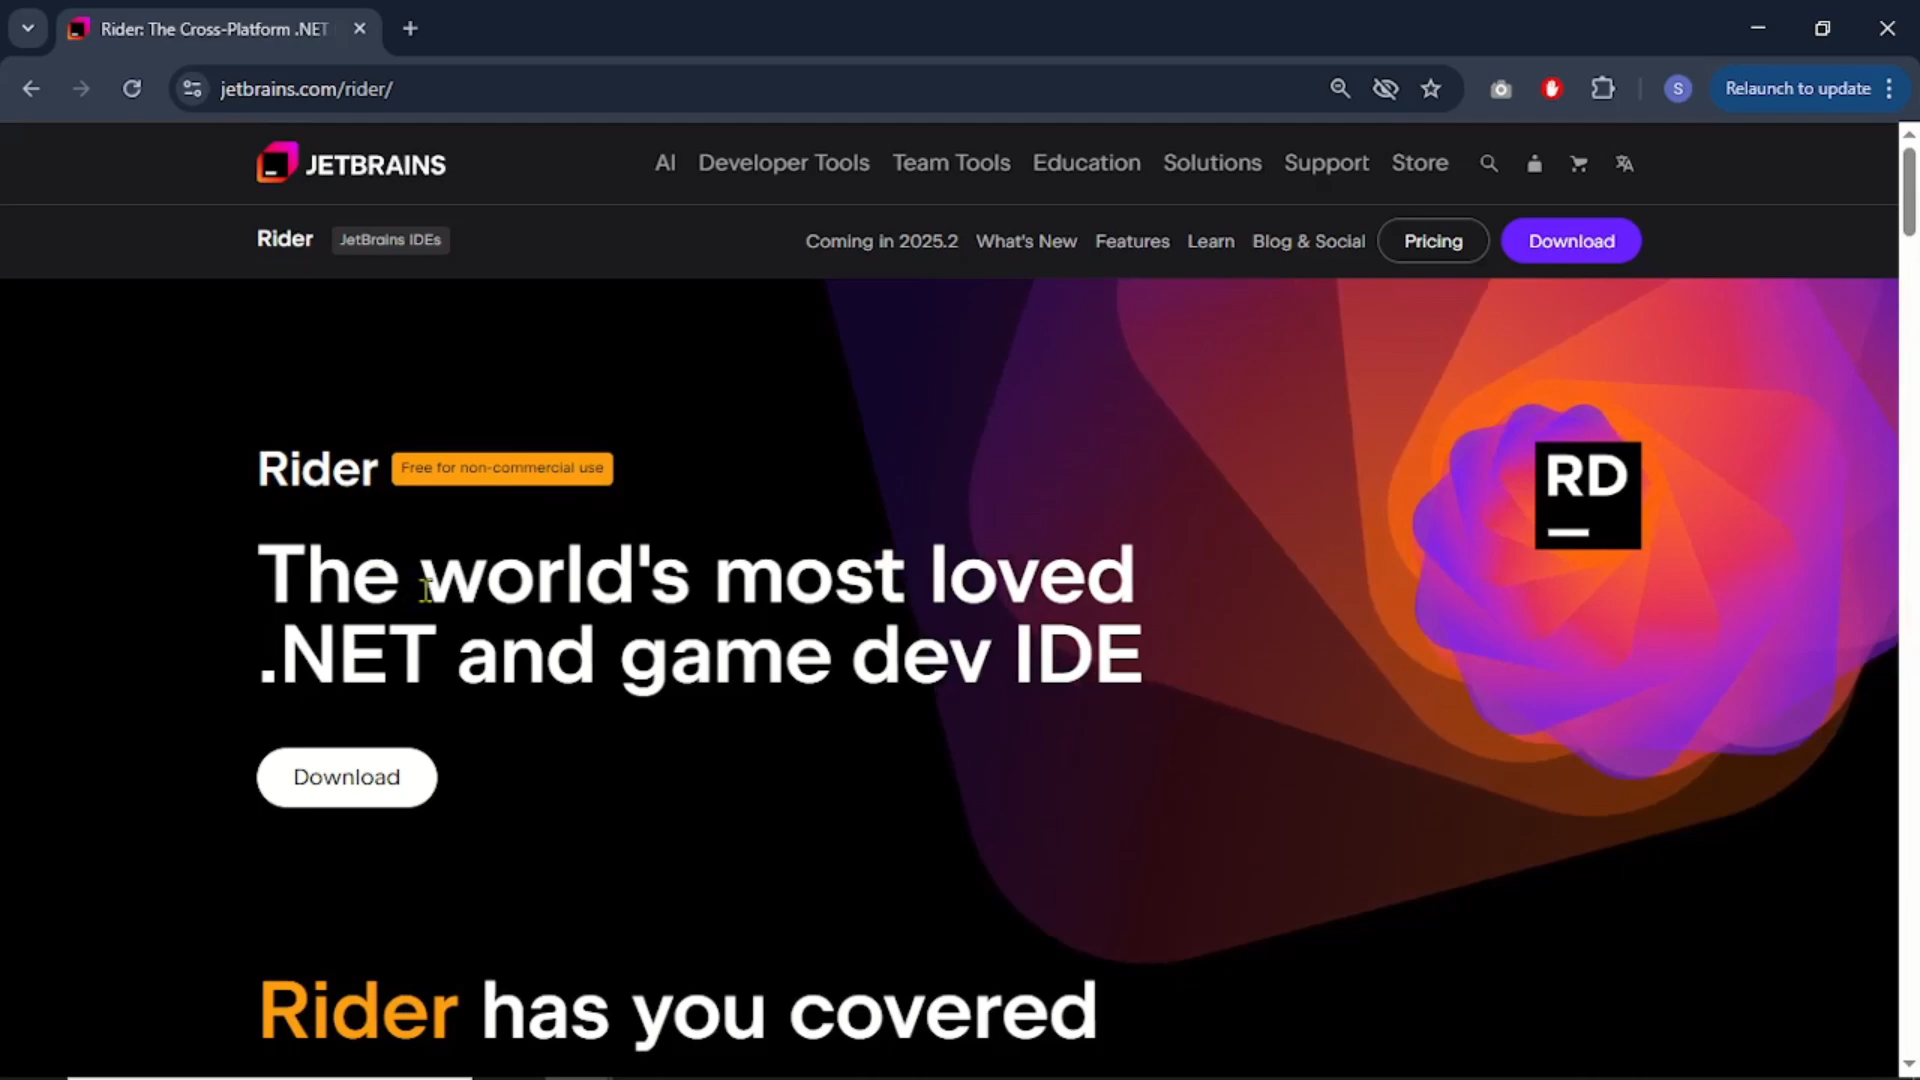 Rider: The Cross-Platform .NET
jetbrains.com/rider/
S
Relaunch to update
JETBRAINS
AI Developer Tools Team Tools Education Solutions Support Store
Rider JetBrains IDEs
Coming in 2025.2 What's New Features Learn Blog & Social Pricing Download
Rider Free for non-commercial use
RD
The world's most loved
.NET and game dev IDE
Download
Rider has you covered